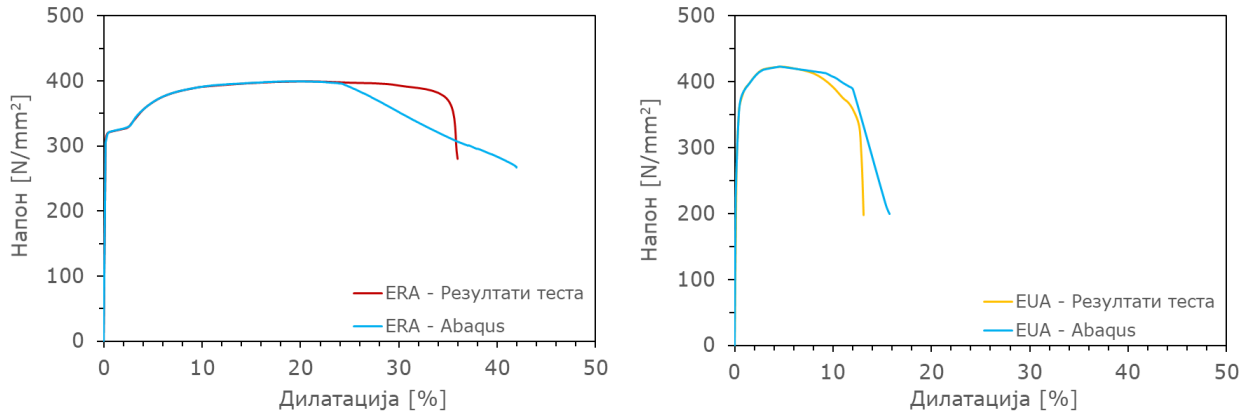 500
400
300
200
100
0
Напон [N/mm²]
0 10 20 30 40 50
Дилатација [%]
ERA - Резултати теста
ERA - Abaqus
500
400
300
200
100
0
Напон [N/mm²]
0 10 20 30 40 50
Дилатација [%]
EUA - Резултати теста
EUA - Abaqus